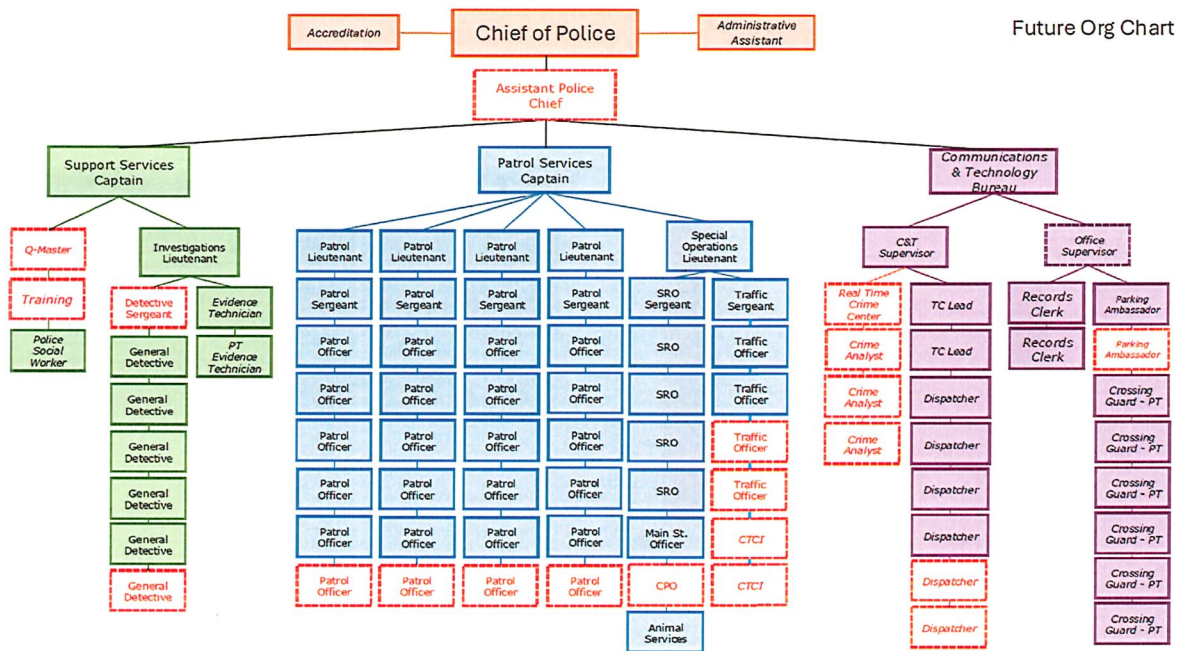 Future Org Chart
Accreditation
Chief of Police
Administrative
Assistant
Assistant Police
Chief
Support Services
Captain
Patrol Services
Captain
Communications
& Technology
Bureau
Q-Master
Training
Police
Social
Worker
Investigations
Lieutenant
Detective
Sergeant
General
Detective
General
Detective
General
Detective
General
Detective
General
Detective
General
Detective
Evidence
Technician
PT
Evidence
Technician
Patrol
Lieutenant
Patrol
Sergeant
Patrol
Officer
Patrol
Officer
Patrol
Officer
Patrol
Officer
Patrol
Officer
Patrol
Officer
Patrol
Lieutenant
Patrol
Sergeant
Patrol
Officer
Patrol
Officer
Patrol
Officer
Patrol
Officer
Patrol
Officer
Patrol
Officer
Patrol
Lieutenant
Patrol
Sergeant
Patrol
Officer
Patrol
Officer
Patrol
Officer
Patrol
Officer
Patrol
Officer
Patrol
Officer
Patrol
Lieutenant
Patrol
Sergeant
Patrol
Officer
Patrol
Officer
Patrol
Officer
Patrol
Officer
Patrol
Officer
Patrol
Officer
Special
Operations
Lieutenant
SRO
Sergeant
SRO
SRO
SRO
SRO
Main St.
Officer
CPO
Animal
Services
Traffic
Sergeant
Traffic
Officer
Traffic
Officer
Traffic
Officer
Traffic
Officer
CTCI
CTCI
C&T
Supervisor
Real Time
Crime
Center
Crime
Analyst
Crime
Analyst
Crime
Analyst
TC Lead
TC Lead
Dispatcher
Dispatcher
Dispatcher
Dispatcher
Dispatcher
Dispatcher
Office
Supervisor
Records
Clerk
Records
Clerk
Parking
Ambassador
Parking
Ambassador
Crossing
Guard - PT
Crossing
Guard - PT
Crossing
Guard - PT
Crossing
Guard - PT
Crossing
Guard - PT